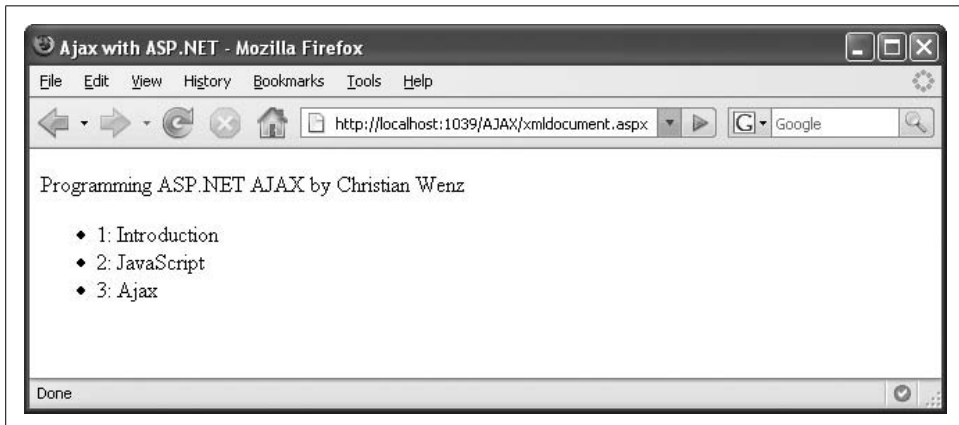 Ajax with ASP.NET - Mozilla Firefox
File Edit View History Bookmarks Tools Help
http://localhost:1039/AJAX/xmldocument.aspx G Google
Programming ASP.NET AJAX by Christian Wenz
• 1: Introduction
• 2: JavaScript
• 3: Ajax
Done